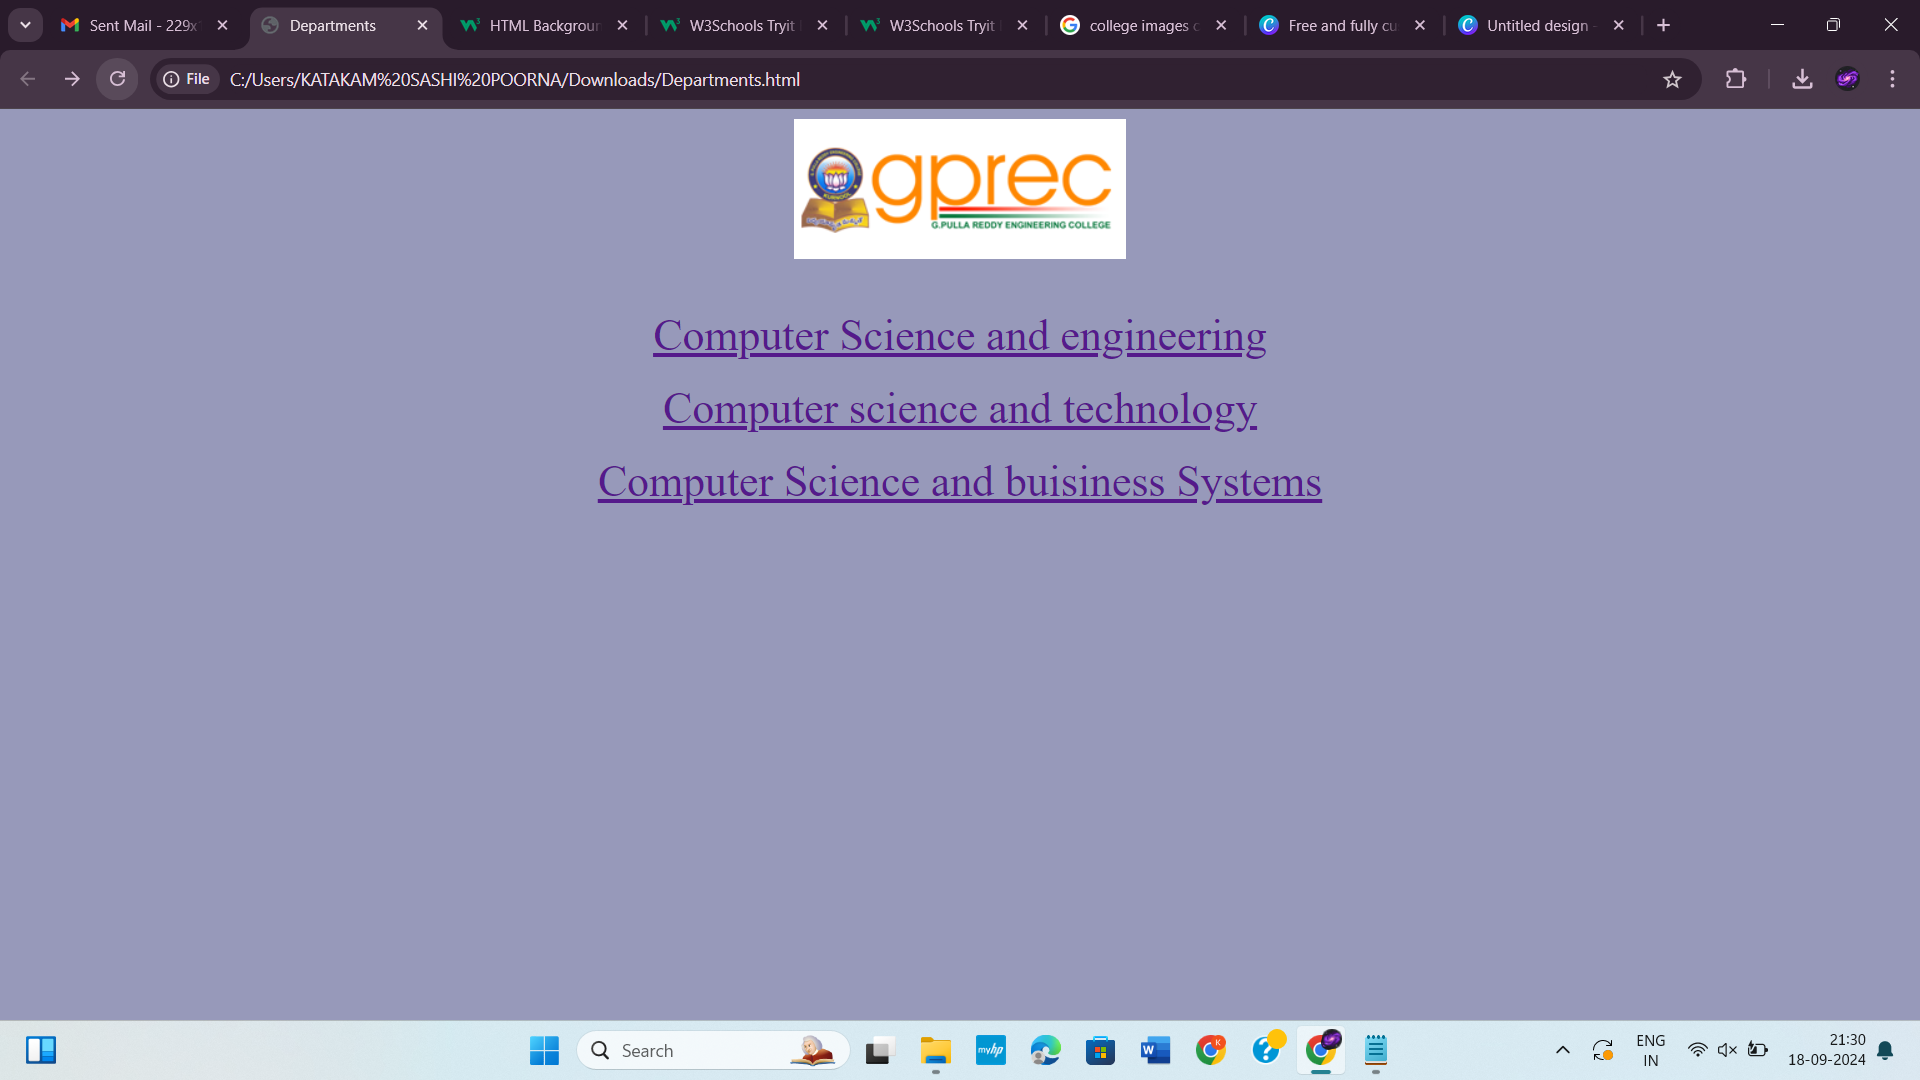 Sent Mail - 229x
Departments
HTML Backgroun
W3Schools Tryit
W3Schools Tryit
college images c
Free and fully cu
Untitled design -
File
C:/Users/KATAKAM%20SASHI%20POORNA/Downloads/Departments.html
gprec
G.PULLA REDDY ENGINEERING COLLEGE
Computer Science and engineering
Computer science and technology
Computer Science and buisiness Systems
Search
myhp
W
K
ENG
IN
21:30
18-09-2024